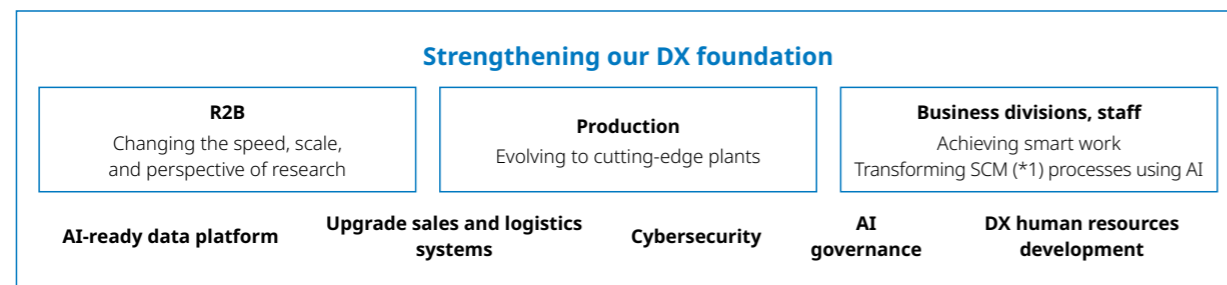 Strengthening our DX foundation
R2B
Changing the speed, scale,
and perspective of research
Production
Evolving to cutting-edge plants
Business divisions, staff
Achieving smart work
Transforming SCM (*1) processes using AI
AI-ready data platform
Upgrade sales and logistics
systems
Cybersecurity
AI
governance
DX human resources
development